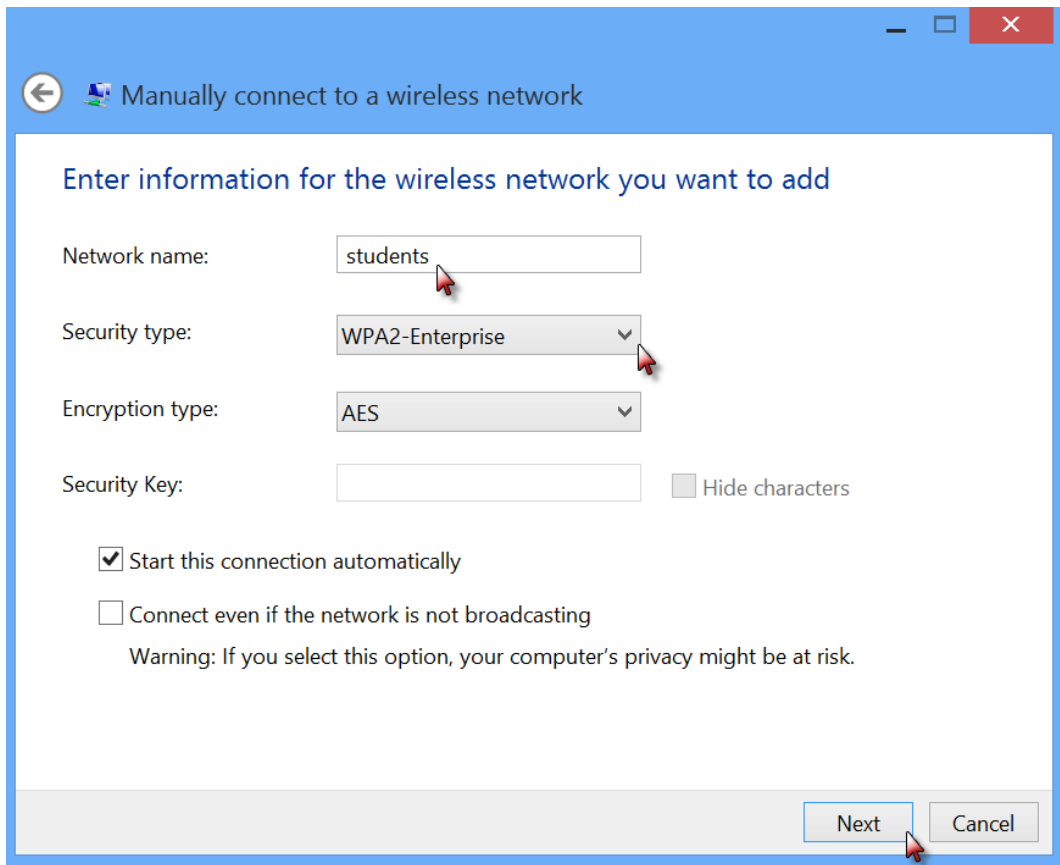 Manually connect to a wireless network
Enter information for the wireless network you want to add
Network name: students
Security type: WPA2-Enterprise
Encryption type: AES
Security Key: Hide characters
Start this connection automatically
Connect even if the network is not broadcasting
Warning: If you select this option, your computer's privacy might be at risk.
Next Cancel